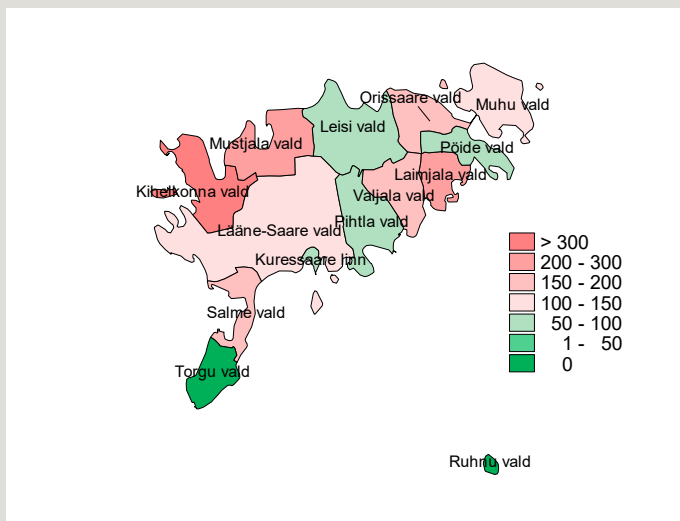 Orissaare vald
Muhu vald
Leisi vald
Mustjala vald
Pöide vald
Laimjala vald
Kihelkonna vald
Valjala vald
Pihtla vald
Lääne-Saare vald
Kuressaare linn
Salme vald
Torgu vald
Ruhnu vald
> 300
200 - 300
150 - 200
100 - 150
50 - 100
1 - 50
0